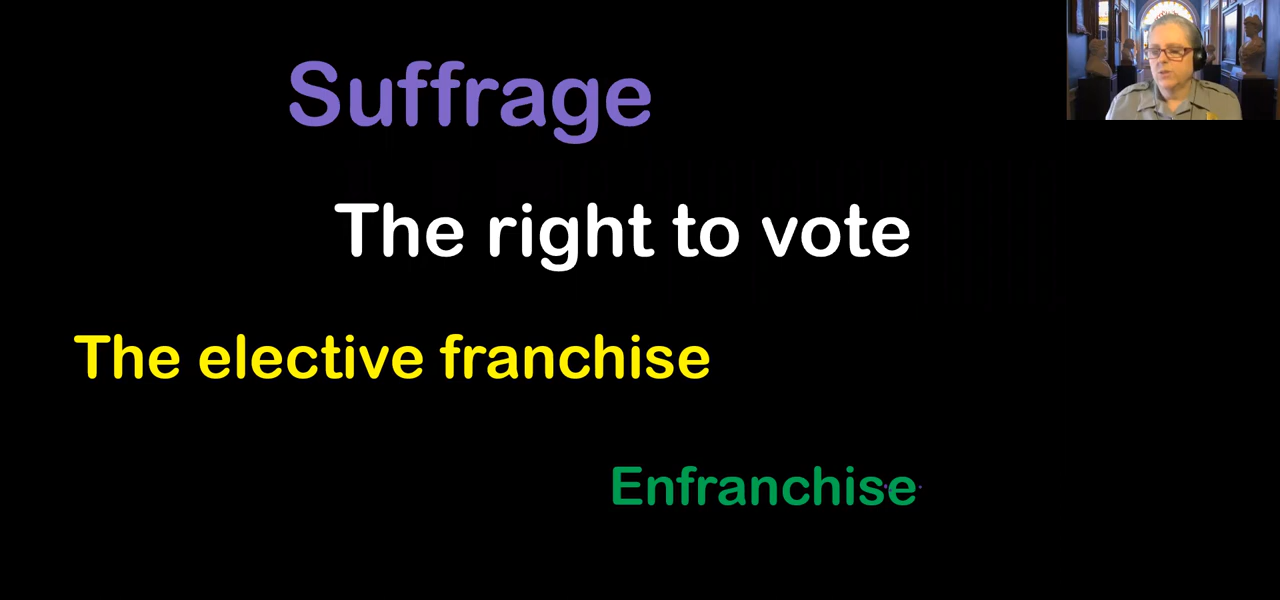 Suffrage
The right to vote
The elective franchise
Enfranchise